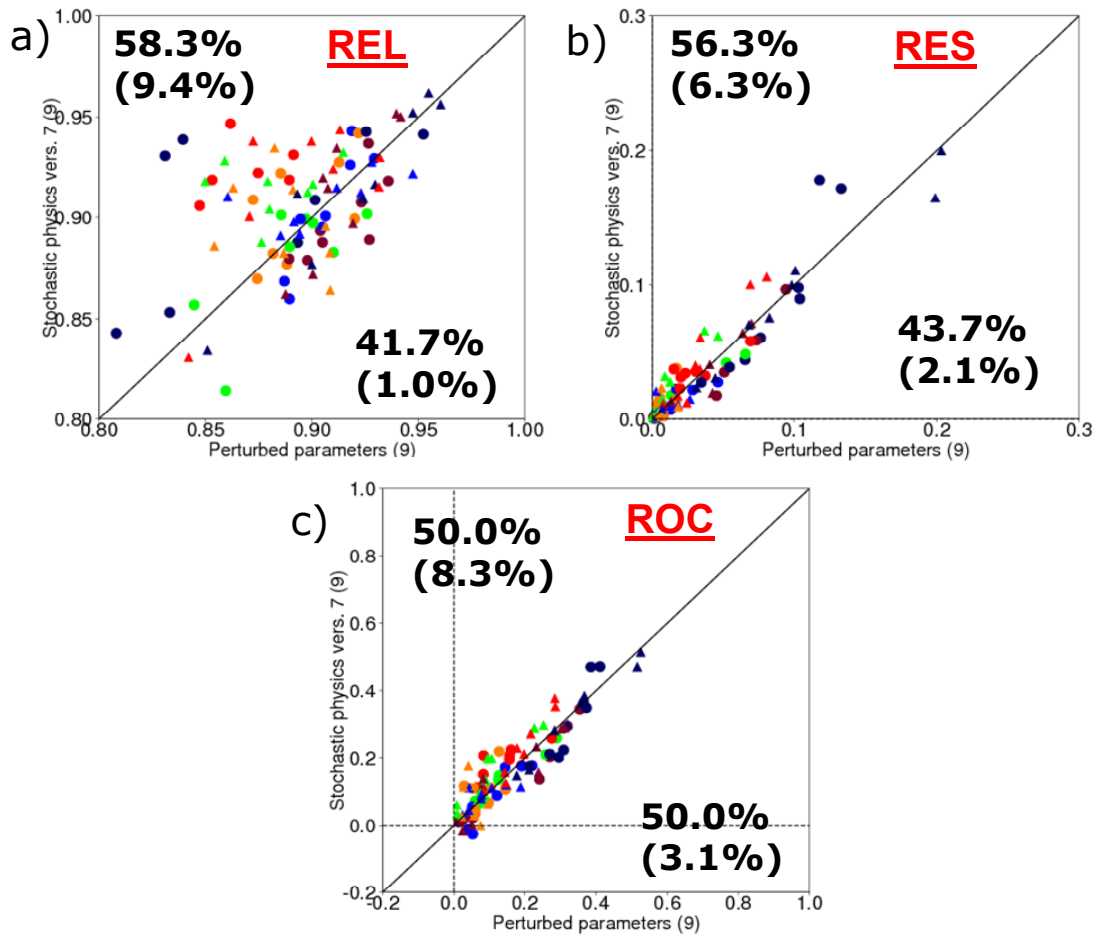 a)
58.3%
(9.4%)
REL
41.7%
(1.0%)
1.00
0.95
0.90
0.85
0.80
0.80 0.85 0.90 0.95 1.00
Stochastic physics vers. 7 (9)
Perturbed parameters (9)
b)
56.3%
(6.3%)
RES
43.7%
(2.1%)
0.3
0.2
0.1
0.0
0.0 0.1 0.2 0.3
Stochastic physics vers. 7 (9)
Perturbed parameters (9)
c)
50.0%
(8.3%)
ROC
50.0%
(3.1%)
1.0
0.8
0.6
0.4
0.2
0.0
-0.2
-0.2 0.0 0.2 0.4 0.6 0.8 1.0
Stochastic physics vers. 7 (9)
Perturbed parameters (9)